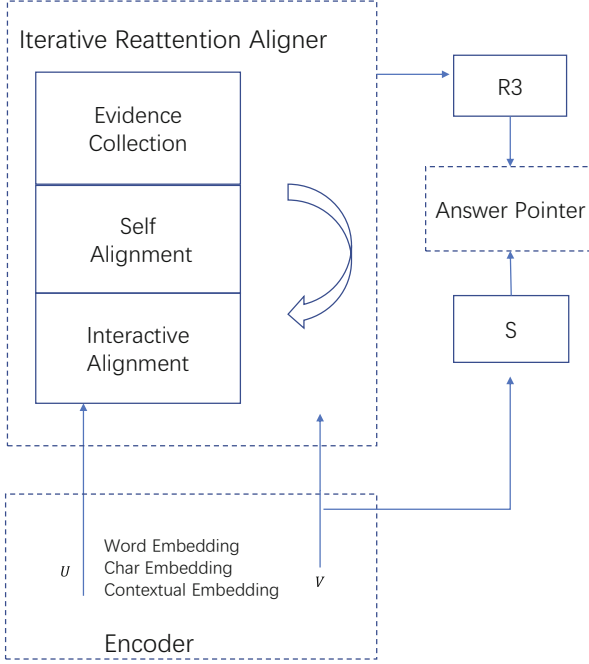 Iterative Reattention Aligner
Evidence
Collection
Self
Alignment
Interactive
Alignment
R3
Answer Pointer
S
Word Embedding
Char Embedding
Contextual Embedding
U
V
Encoder